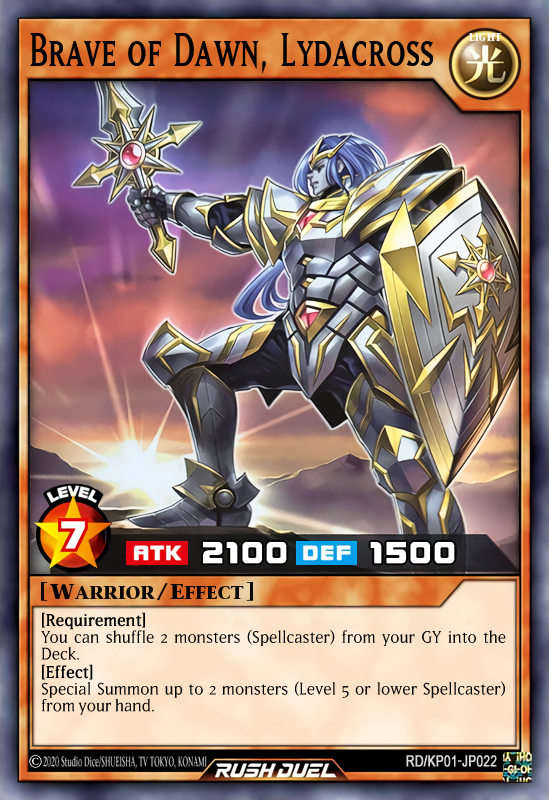 BRAVE OF DAWN, LYDACROSS
LIGHT
光
LEVEL
7
ATK 2100 DEF 1500
[WARRIOR/EFFECT]
[Requirement]
You can shuffle 2 monsters (Spellcaster) from your GY into the
Deck.
[Effect]
Special Summon up to 2 monsters (Level 5 or lower Spellcaster)
from your hand.
©2020 Studio Dice/SHUEISHA, TV TOKYO, KONAMI
RUSH DUEL
RD/KP01-JP022